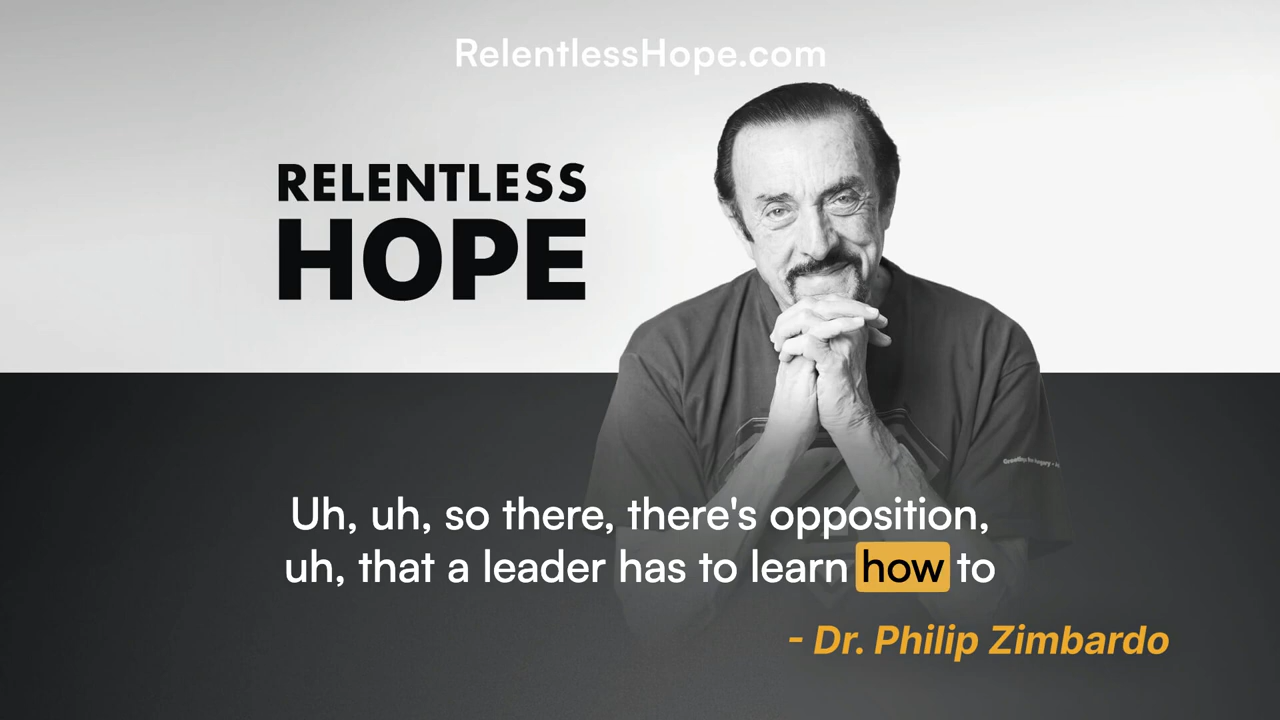 RelentlessHope.com
RELENTLESS
HOPE
Uh, uh, so there, there's opposition,
uh, that a leader has to learn how to
- Dr. Philip Zimbardo